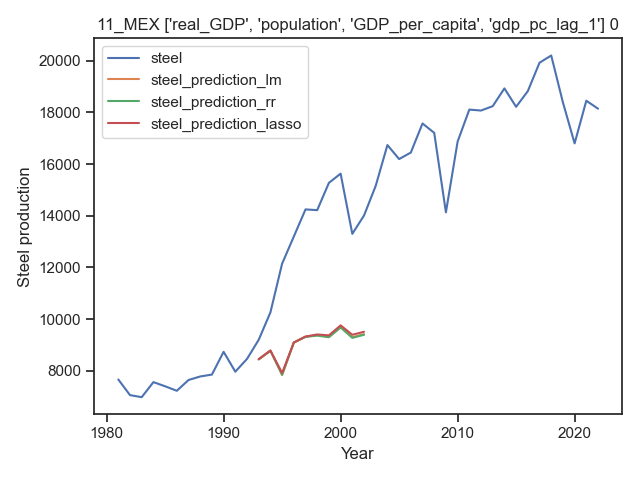 11_MEX ['real_GDP', 'population', 'GDP_per_capita', 'gdp_pc_lag_1'] 0
steel
steel_prediction_lm
steel_prediction_rr
steel_prediction_lasso
Steel production
20000
18000
16000
14000
12000
10000
8000
1980
1990
2000
2010
2020
Year